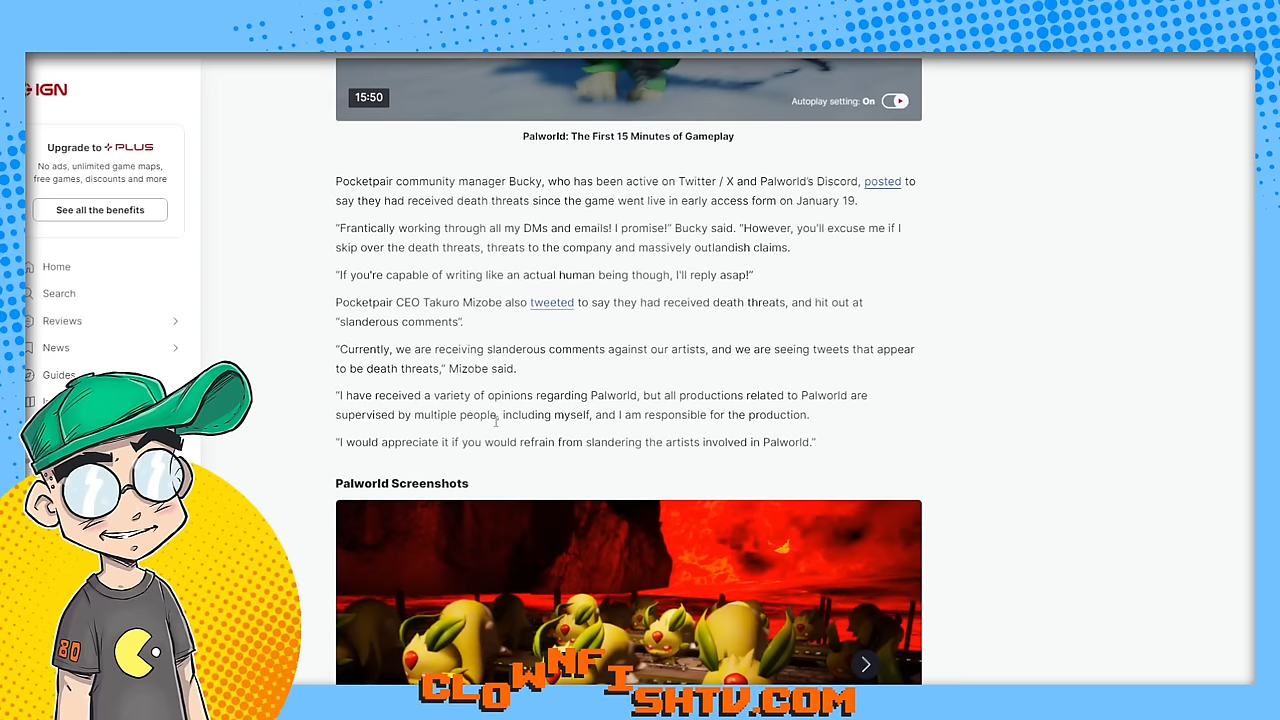 IGN
Upgrade to PLUS
No ads, unlimited game maps,
free games, discounts and more
See all the benefits
Home
Search
Reviews
News
Guides
15:50
Autoplay setting: On
Palworld: The First 15 Minutes of Gameplay
Pocketpair community manager Bucky, who has been active on Twitter / X and Palworld's Discord, posted to
say they had received death threats since the game went live in early access form on January 19.
“Frantically working through all my DMs and emails! I promise!” Bucky said. “However, you'll excuse me if I
skip over the death threats, threats to the company and massively outlandish claims.
“If you're capable of writing like an actual human being though, I'll reply asap!”
Pocketpair CEO Takuro Mizobe also tweeted to say they had received death threats, and hit out at
“slanderous comments”.
“Currently, we are receiving slanderous comments against our artists, and we are seeing tweets that appear
to be death threats,” Mizobe said.
“I have received a variety of opinions regarding Palworld, but all productions related to Palworld are
supervised by multiple people, including myself, and I am responsible for the production.
“I would appreciate it if you would refrain from slandering the artists involved in Palworld.”
Palworld Screenshots
80
CLOWNFISHTV.COM